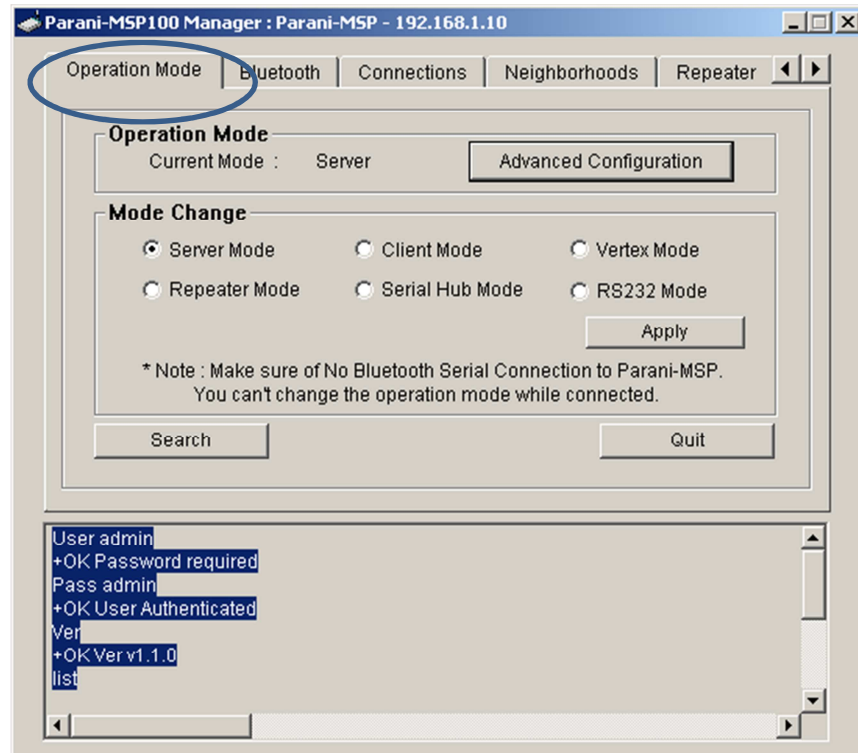 Parani-MSP100 Manager : Parani-MSP - 192.168.1.10
Operation Mode Bluetooth Connections Neighborhoods Repeater
Operation Mode
Current Mode : Server Advanced Configuration
Mode Change
Server Mode Client Mode Vertex Mode
Repeater Mode Serial Hub Mode RS232 Mode
Apply
* Note : Make sure of No Bluetooth Serial Connection to Parani-MSP.
You can't change the operation mode while connected.
Search Quit
User admin
+OK Password required
Pass admin
+OK User Authenticated
Ver
+OK Ver v1.1.0
list